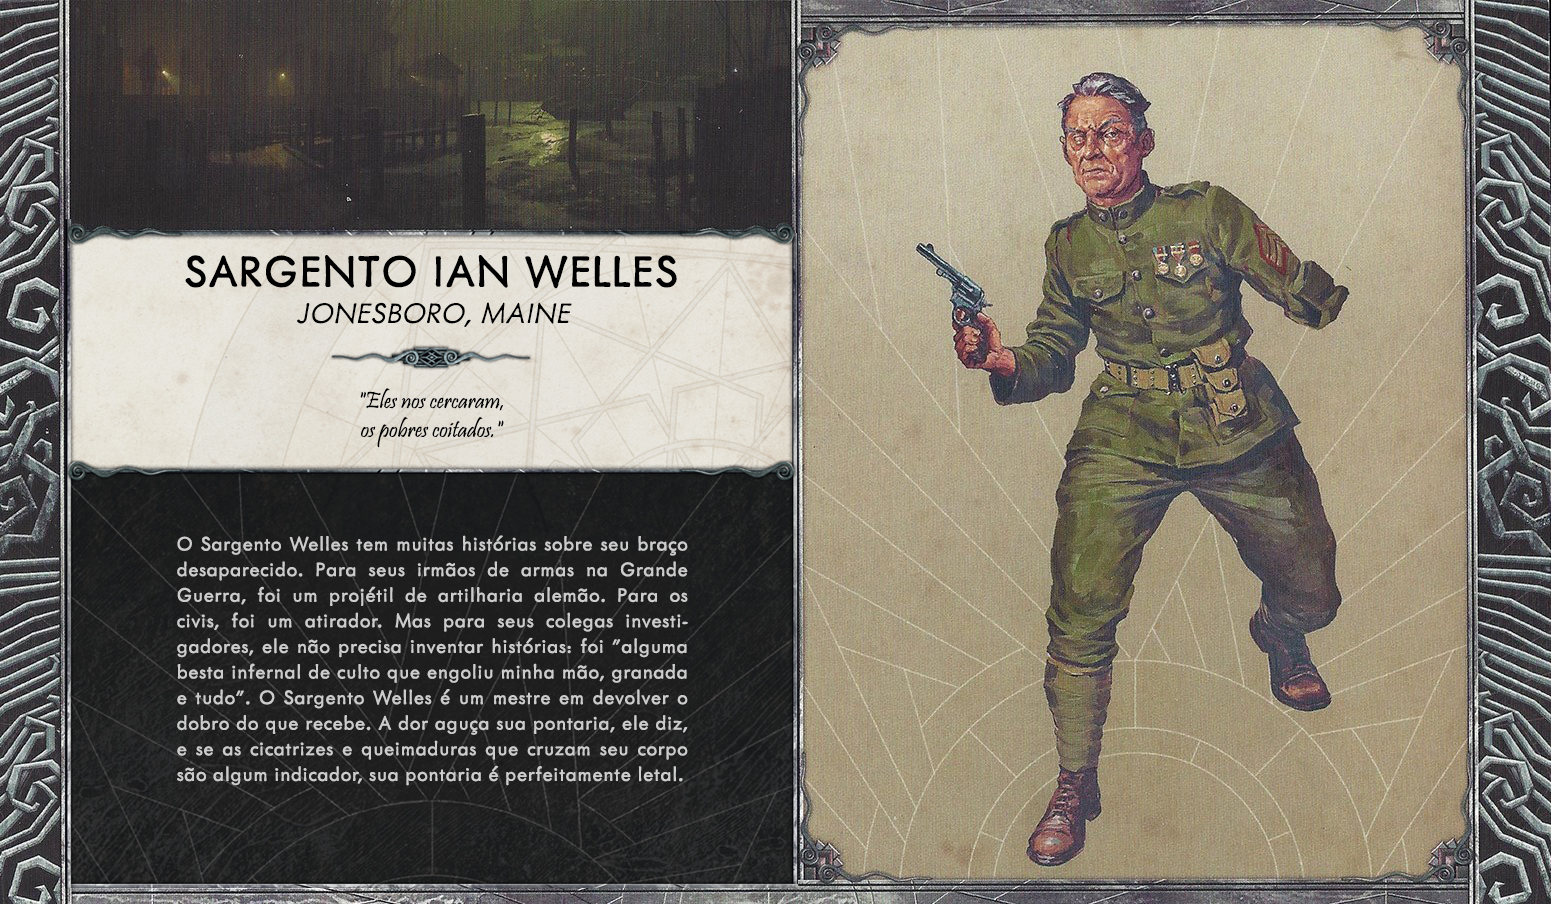 SARGENTO IAN WELLES
JONESBORO, MAINE
"Eles nos cercaram,
os pobres coitados."
O Sargento Welles tem muitas histórias sobre seu braço
desaparecido. Para seus irmãos de armas na Grande
Guerra, foi um projétil de artilharia alemão. Para os
civis, foi um atirador. Mas para seus colegas investi-
gadores, ele não precisa inventar histórias: foi "alguma
besta infernal de culto que engoliu minha mão, granada
e tudo". O Sargento Welles é um mestre em devolver o
dobro do que recebe. A dor aguça sua pontaria, ele diz,
e se as cicatrizes e queimaduras que cruzam seu corpo
são algum indicador, sua pontaria é perfeitamente letal.